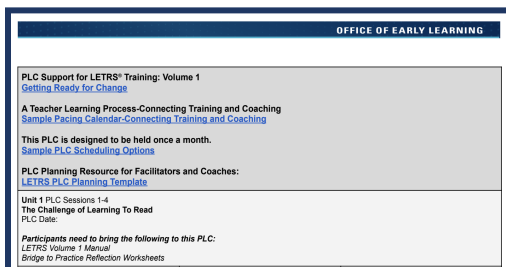 OFFICE OF EARLY LEARNING
PLC Support for LETRS® Training: Volume 1
Getting Ready for Change
A Teacher Learning Process-Connecting Training and Coaching
Sample Pacing Calendar-Connecting Training and Coaching
This PLC is designed to be held once a month.
Sample PLC Scheduling Options
PLC Planning Resource for Facilitators and Coaches:
LETRS PLC Planning Template
Unit 1 PLC Sessions 1-4
The Challenge of Learning To Read
PLC Date:
Participants need to bring the following to this PLC:
LETRS Volume 1 Manual
Bridge to Practice Reflection Worksheets